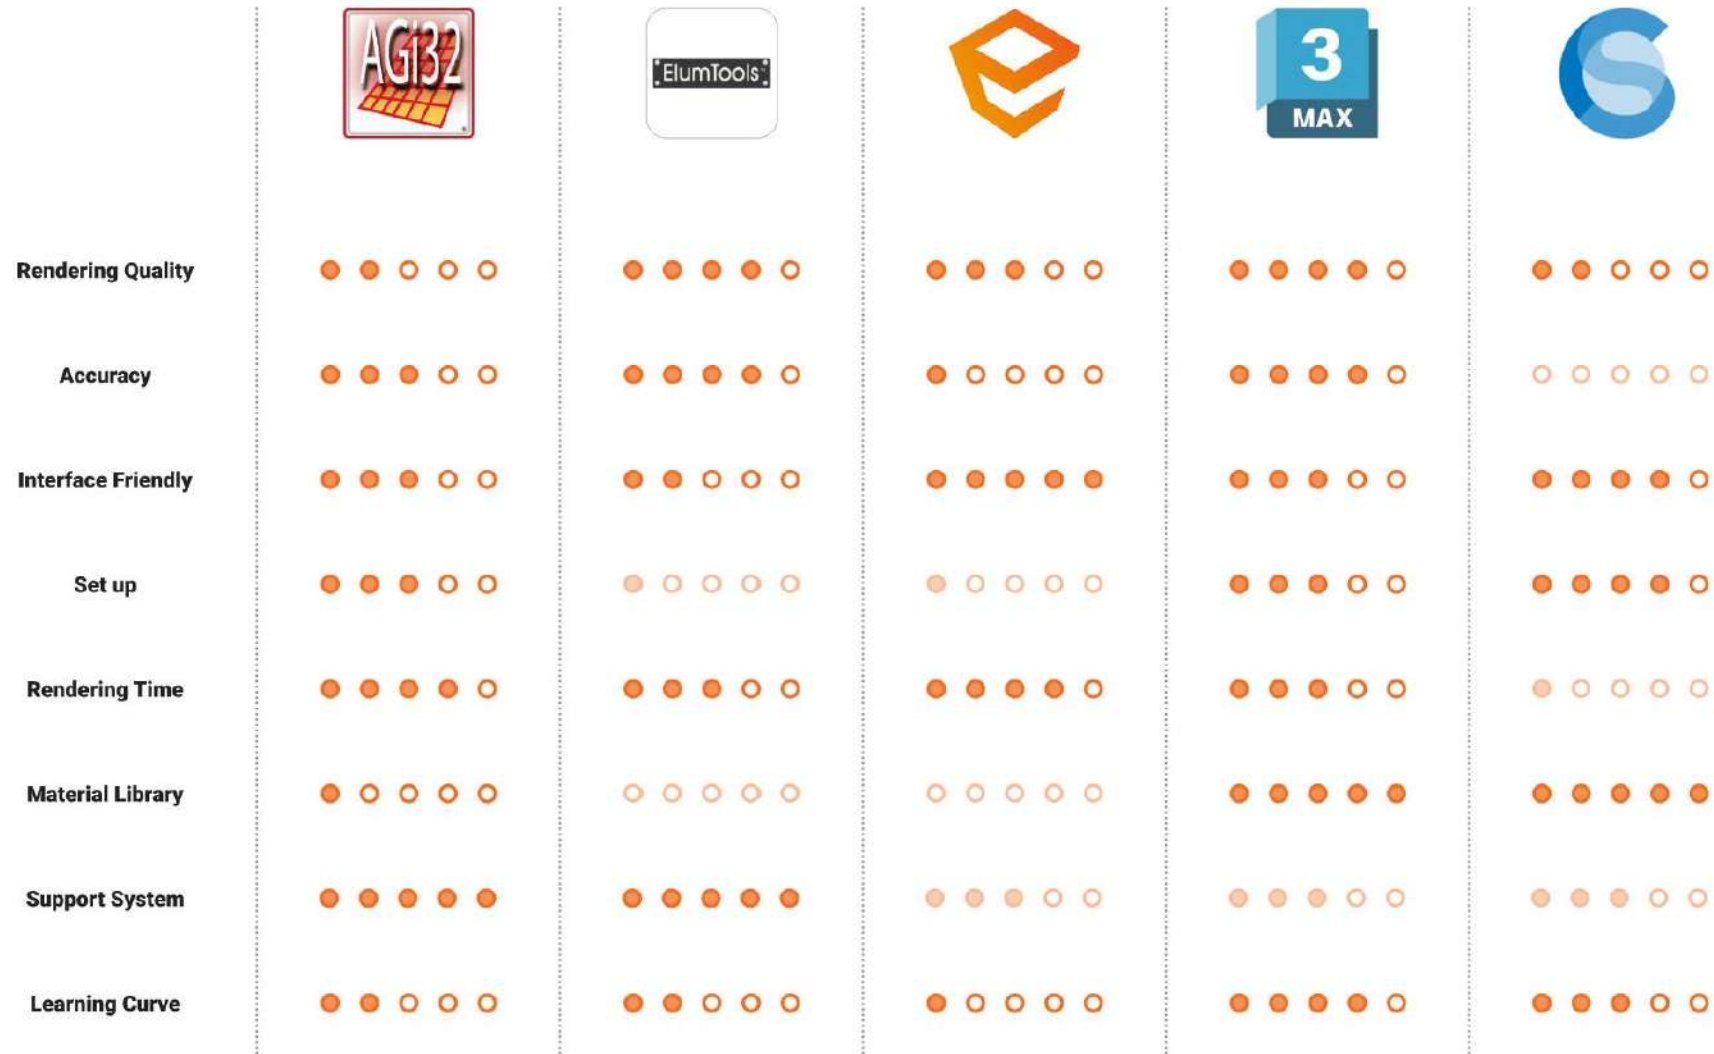 AGi32
ElumTools
3
MAX
Rendering Quality
Accuracy
Interface Friendly
Set up
Rendering Time
Material Library
Support System
Learning Curve